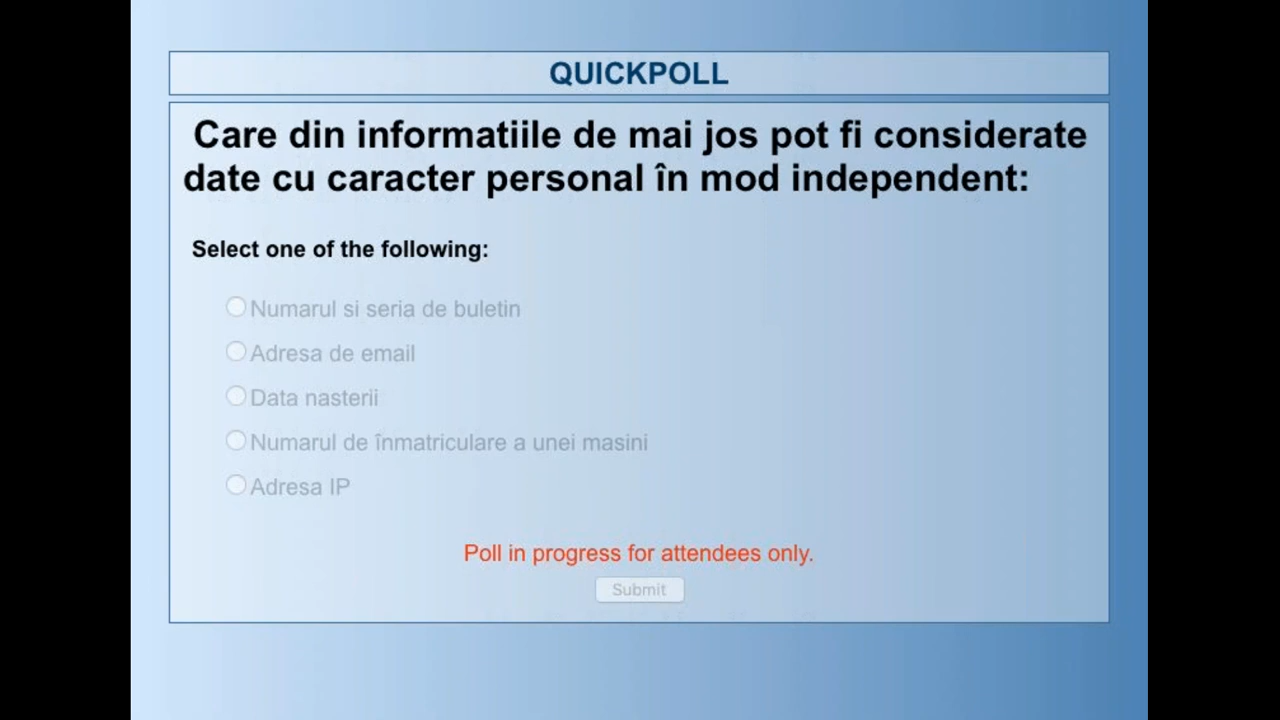 QUICKPOLL
Care din informatiile de mai jos pot fi considerate
date cu caracter personal în mod independent:
Select one of the following:
Numarul si seria de buletin
Adresa de email
Data nasterii
Numarul de înmatriculare a unei masini
Adresa IP
Poll in progress for attendees only.
Submit